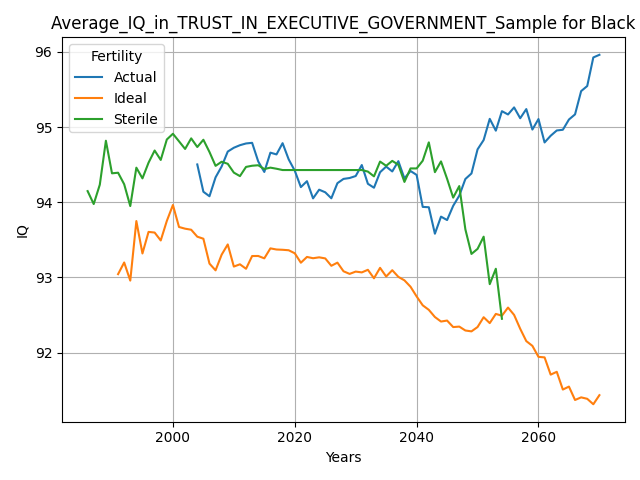 Average_IQ_in_TRUST_IN_EXECUTIVE_GOVERNMENT_Sample for Black
Fertility
Actual
Ideal
Sterile
96
95
94
93
92
IQ
2000 2020 2040 2060
Years